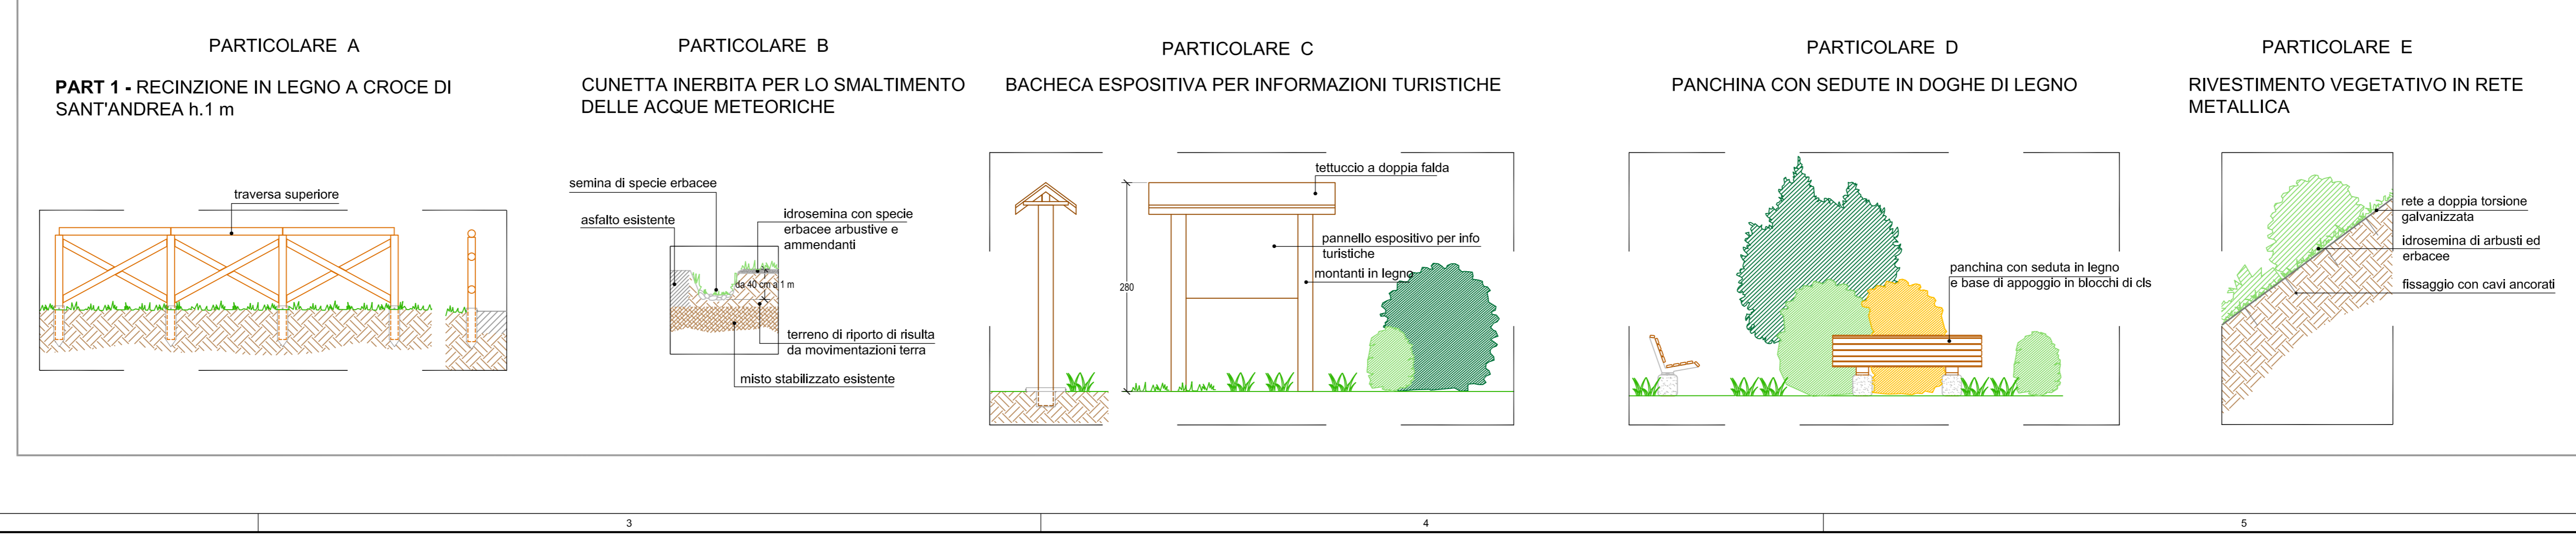 PARTICOLARE A
PART 1 - RECINZIONE IN LEGNO A CROCE DI
SANT'ANDREA h.1 m
traversa superiore
PARTICOLARE B
CUNETTA INERBITA PER LO SMALTIMENTO
DELLE ACQUE METEORICHE
semina di specie erbacee
asfalto esistente
idrosemina con specie
erbacee arbustive e
ammendanti
da 40 cm a 1 m
terreno di riporto di risulta
da movimentazioni terra
misto stabilizzato esistente
PARTICOLARE C
BACHECA ESPOSITIVA PER INFORMAZIONI TURISTICHE
tettuccio a doppia falda
pannello espositivo per info
turistiche
montanti in legno
280
PARTICOLARE D
PANCHINA CON SEDUTE IN DOGHE DI LEGNO
panchina con seduta in legno
e base di appoggio in blocchi di cls
PARTICOLARE E
RIVESTIMENTO VEGETATIVO IN RETE
METALLICA
rete a doppia torsione
galvanizzata
idrosemina di arbusti ed
erbacee
fissaggio con cavi ancorati
3
4
5